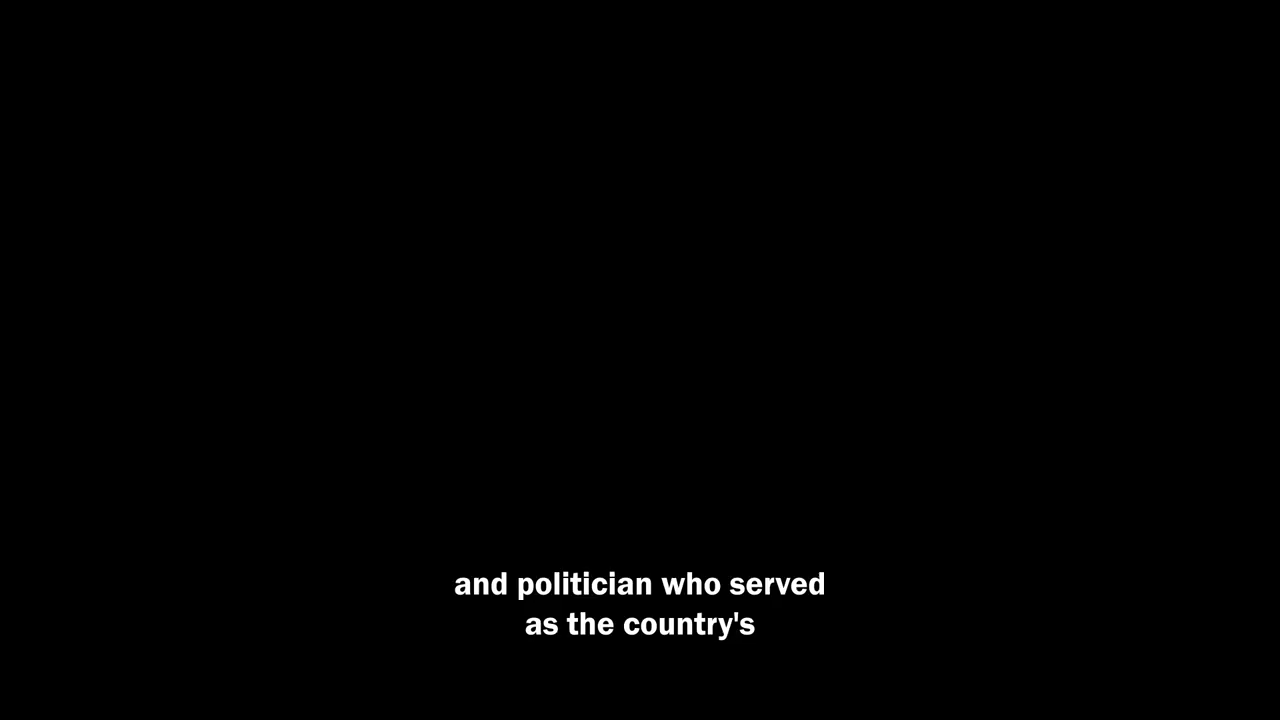 and politician who served
as the country's